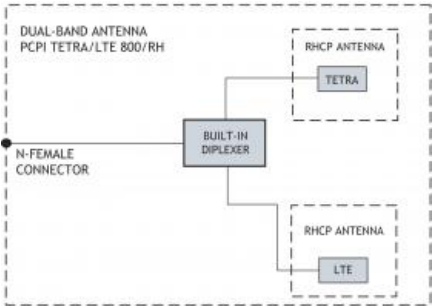 DUAL-BAND ANTENNA
PCPI TETRA/LTE 800/RH
RHCP ANTENNA
TETRA
BUILT-IN
DIPLEXER
N-FEMALE
CONNECTOR
RHCP ANTENNA
LTE